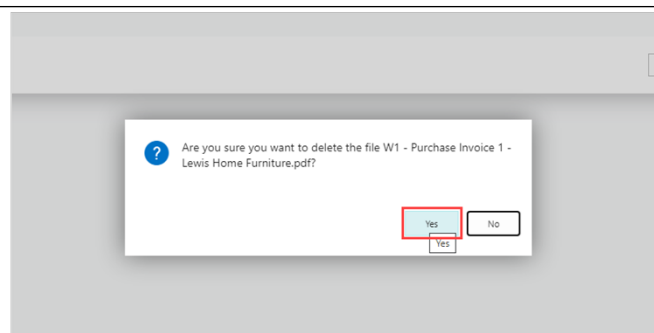 ?
Are you sure you want to delete the file W1 - Purchase Invoice 1 -
Lewis Home Furniture.pdf?
Yes
No
Yes